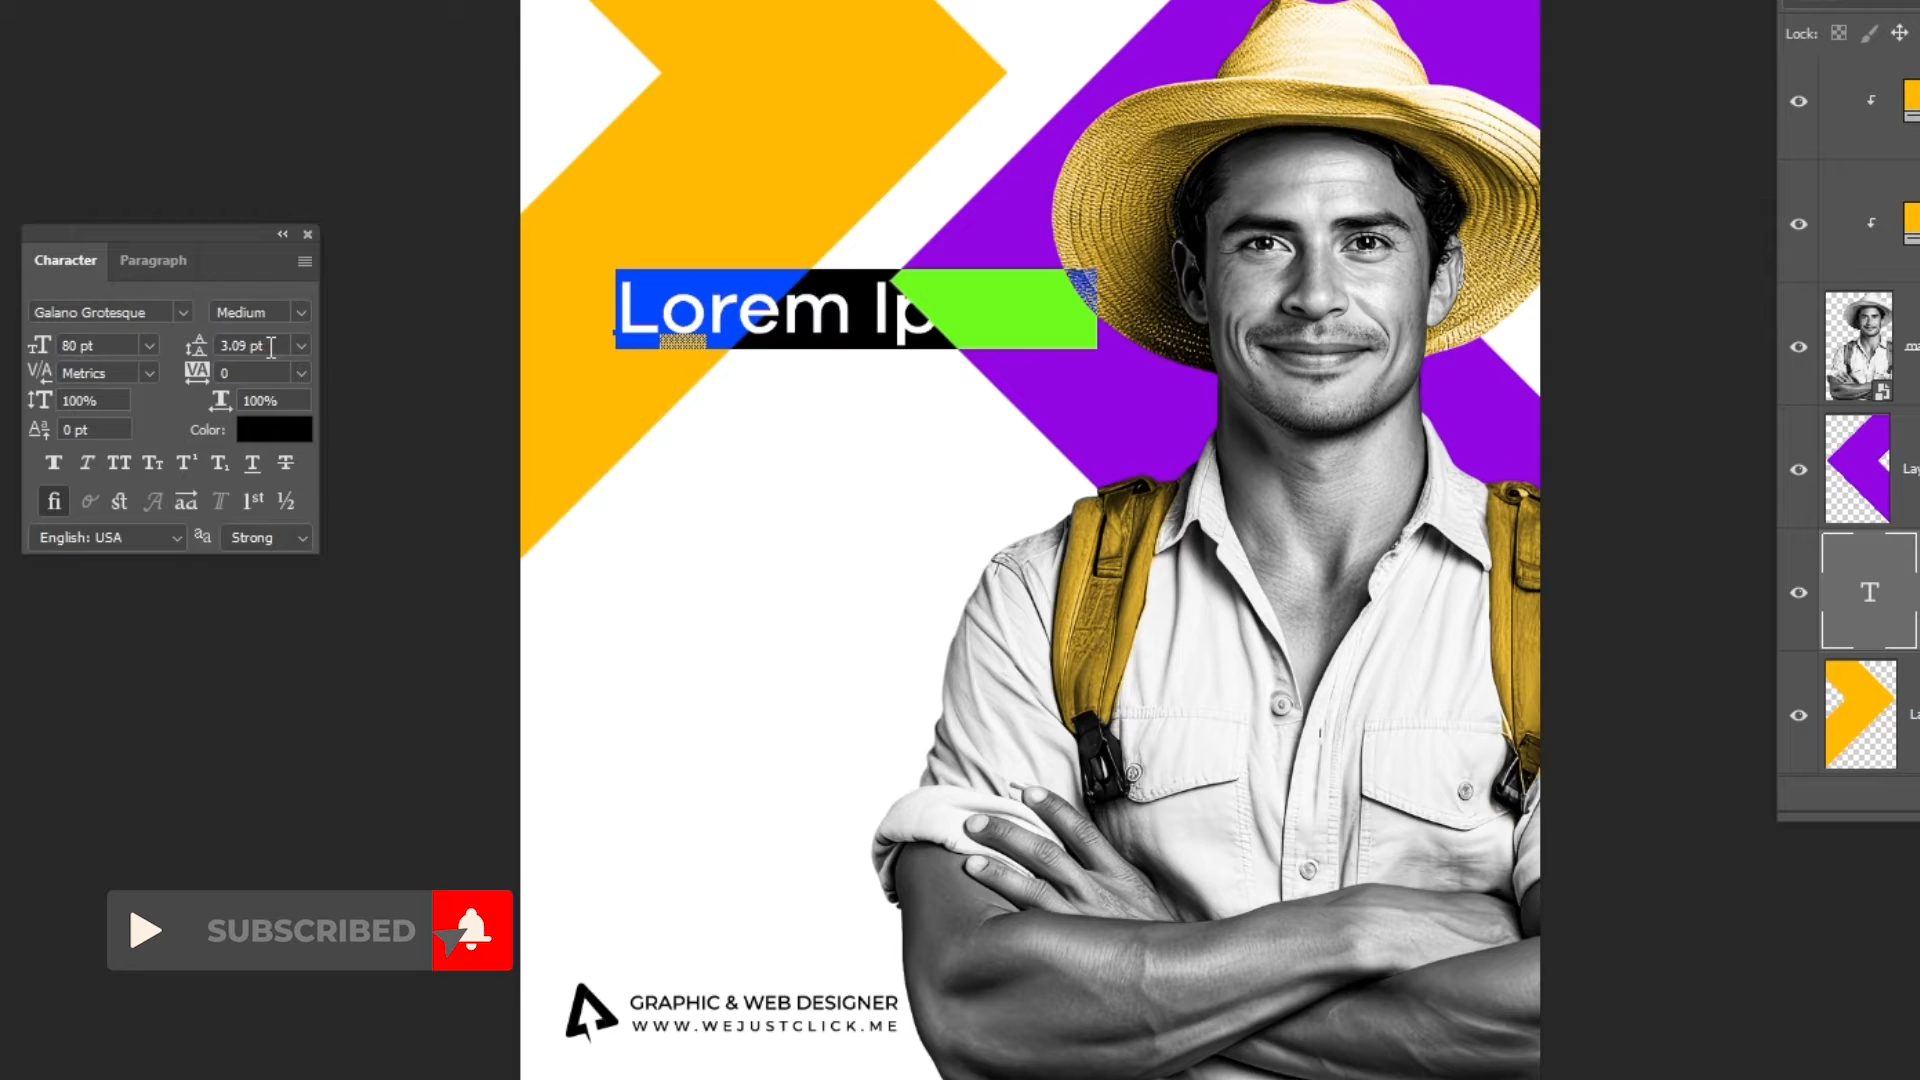 Lock:
Character Paragraph
Galano Grotesque Medium
80 pt 3.09 pt
Metrics 0
100% 100%
0 pt Color:
English: USA Strong
Lorem Ip
SUBSCRIBED
GRAPHIC & WEB DESIGNER
WWW.WEJUSTCLICK.ME